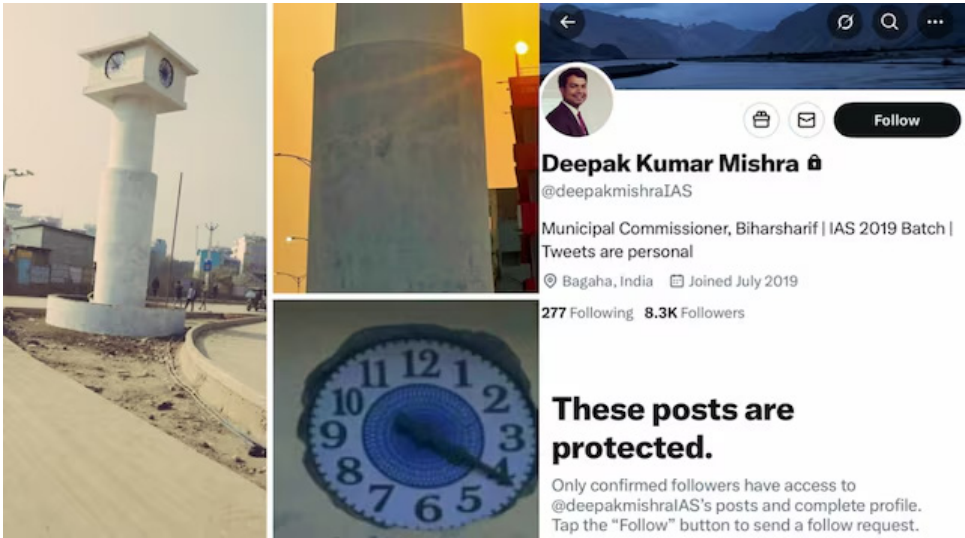 12
11
1
10
2
9
3
8
4
7
5
6
Follow
Deepak Kumar Mishra
@deepakmishraIAS
Municipal Commissioner, Biharsharif | IAS 2019 Batch |
Tweets are personal
Bagaha, India Joined July 2019
277 Following 8.3K Followers
These posts are
protected.
Only confirmed followers have access to
@deepakmishraIAS's posts and complete profile.
Tap the “Follow” button to send a follow request.